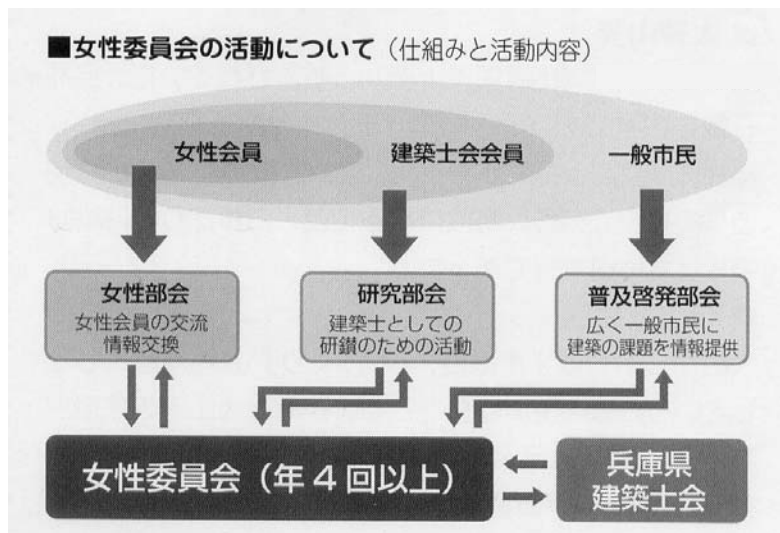 ■女性委員会の活動について（仕組みと活動内容）
女性会員
建築士会会員
一般市民
女性部会
女性会員の交流
情報交換
研究部会
建築士としての
研鑽のための活動
普及啓発部会
広く一般市民に
建築の課題を情報提供
女性委員会（年4回以上）
兵庫県
建築士会